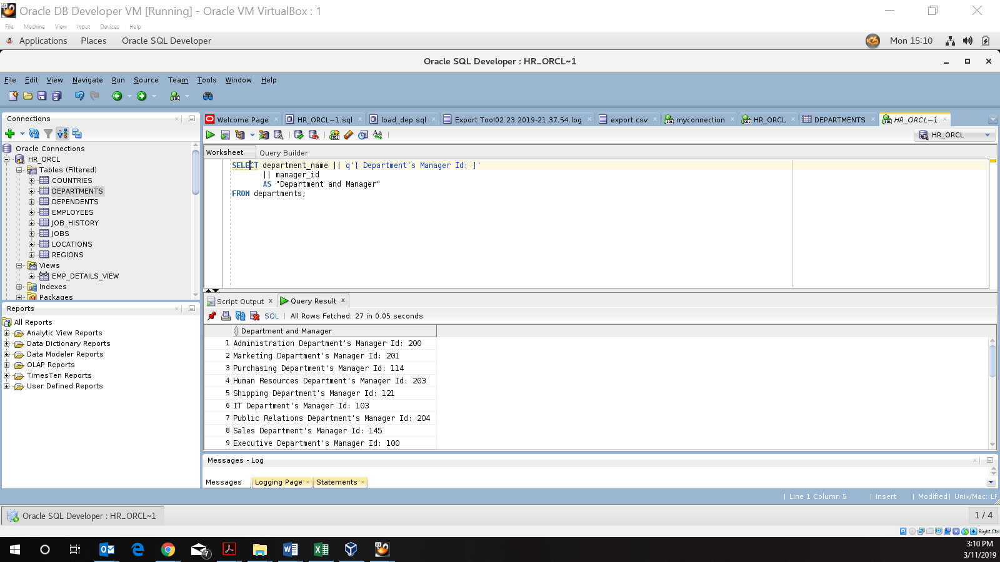 Oracle DB Developer VM [Running] - Oracle VM VirtualBox : 1
File Machine View Input Devices Help
Applications Places Oracle SQL Developer Mon 15:10
Oracle SQL Developer : HR_ORCL~1
File Edit View Navigate Run Source Team Tools Window Help
Connections
Welcome Page HR_ORCL~1.sql load_dep.sql Export Tool02.23.2019-21.37.54.log export.csv myconnection HR_ORCL DEPARTMENTS HR_ORCL~1
HR_ORCL
Oracle Connections
HR_ORCL
Tables (Filtered)
COUNTRIES
DEPARTMENTS
DEPENDENTS
EMPLOYEES
JOB_HISTORY
JOBS
LOCATIONS
REGIONS
Views
EMP_DETAILS_VIEW
Indexes
Packages
Worksheet Query Builder
SELECT department_name || q'[ Department's Manager Id: ]'
|| manager_id
AS "Department and Manager"
FROM departments;
Reports
All Reports
Analytic View Reports
Data Dictionary Reports
Data Modeler Reports
OLAP Reports
TimesTen Reports
User Defined Reports
Script Output x Query Result x
SQL | All Rows Fetched: 27 in 0.05 seconds
Department and Manager
1 Administration Department's Manager Id: 200
2 Marketing Department's Manager Id: 201
3 Purchasing Department's Manager Id: 114
4 Human Resources Department's Manager Id: 203
5 Shipping Department's Manager Id: 121
6 IT Department's Manager Id: 103
7 Public Relations Department's Manager Id: 204
8 Sales Department's Manager Id: 145
9 Executive Department's Manager Id: 100
Messages - Log
Messages Logging Page Statements
| Line 1 Column 5 | Insert | Modified | Unix/Mac: LF
Oracle SQL Developer : HR_ORCL~1
1 / 4
Right Ctrl
7
3:10 PM
3/11/2019